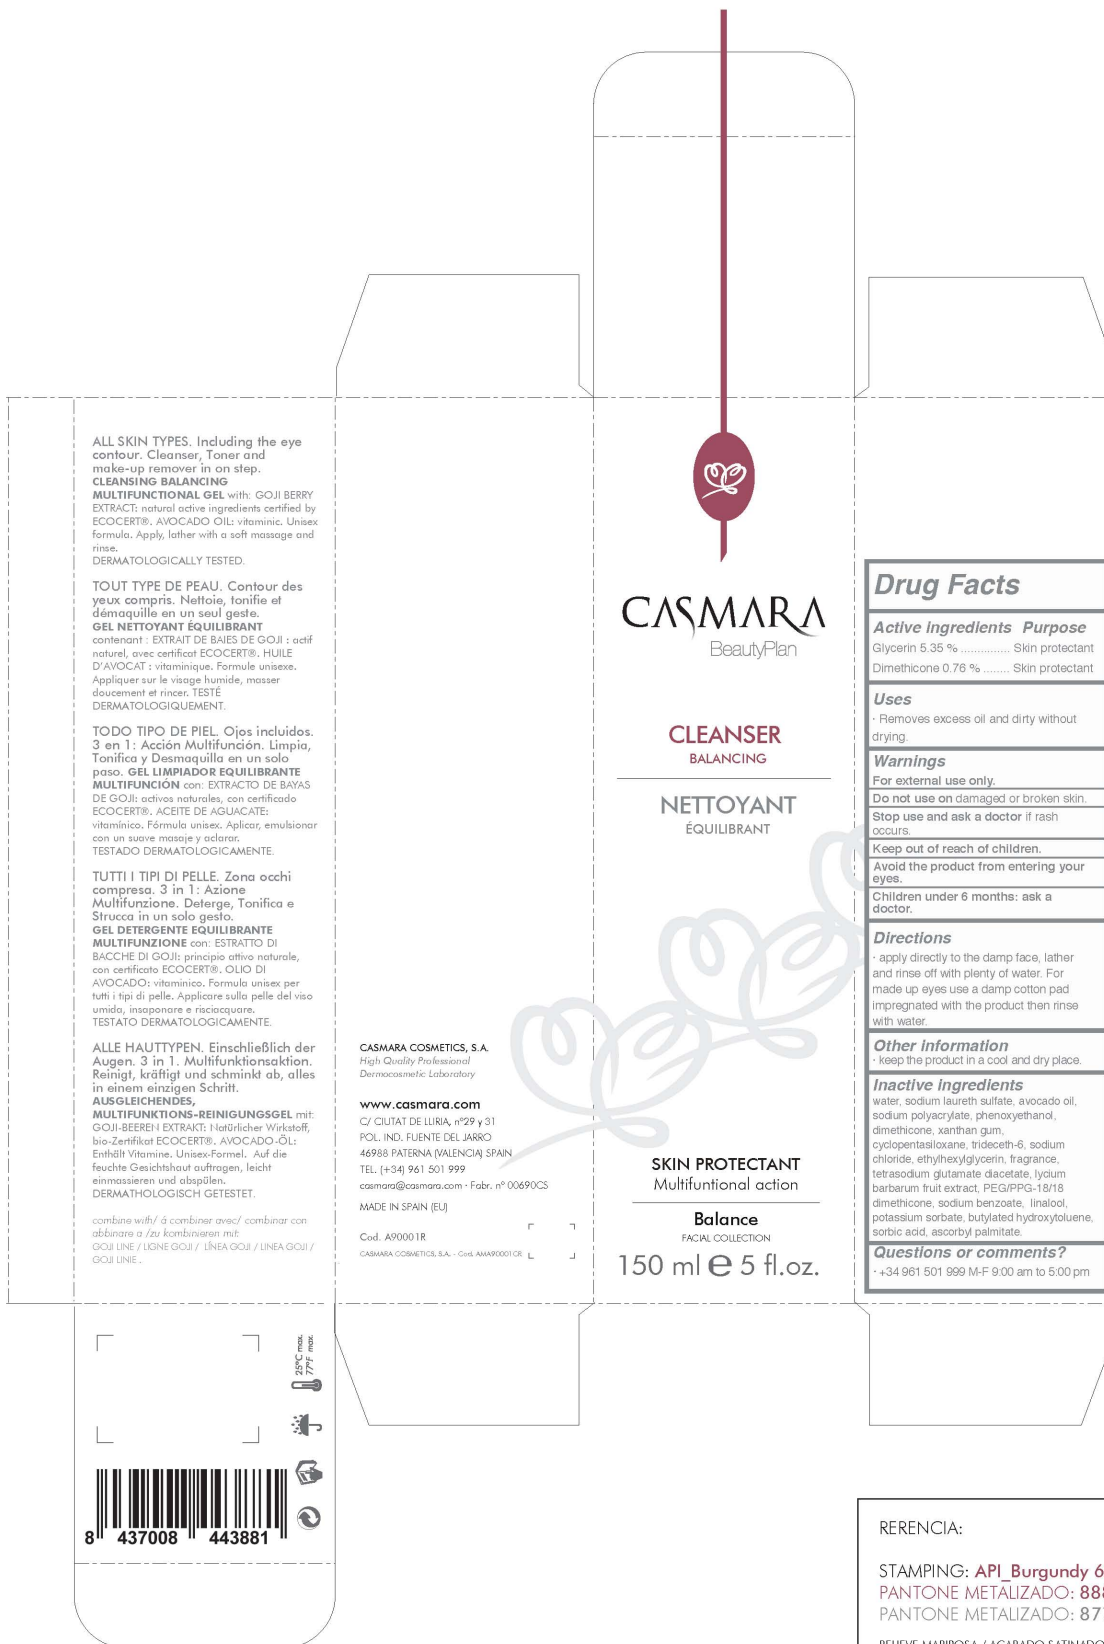 ALL SKIN TYPES. Including the eye
contour. Cleanser, Toner and
make-up remover in on step.
CLEANSING BALANCING
MULTIFUNCTIONAL GEL with: GOJI BERRY
EXTRACT: natural active ingredients certified by
ECOCERT®. AVOCADO OIL: vitaminic. Unisex
formula. Apply, lather with a soft massage and
rinse.
DERMATOLOGICALLY TESTED.
TOUT TYPE DE PEAU. Contour des
yeux compris. Nettoie, tonifie et
démaquille en un seul geste.
GEL NETTOYANT ÉQUILIBRANT
contenant : EXTRAIT DE BAIES DE GOJI : actif
naturel, avec certificat ECOCERT®. HUILE
D'AVOCAT : vitaminique. Formule unisexe.
Appliquer sur le visage humide, masser
doucement et rincer. TESTÉ
DERMATOLOGIQUEMENT.
TODO TIPO DE PIEL. Ojos incluidos.
3 en 1: Acción Multifunción. Limpia,
Tonifica y Desmaquilla en un solo
paso. GEL LIMPIADOR EQUILIBRANTE
MULTIFUNCIÓN con: EXTRACTO DE BAYAS
DE GOJI: activos naturales, con certificado
ECOCERT®. ACEITE DE AGUACATE:
vitamínico. Fórmula unisex. Aplicar, emulsionar
con un suave masaje y aclarar.
TESTADO DERMATOLOGICAMENTE.
TUTTI I TIPI DI PELLE. Zona occhi
compresa. 3 in 1: Azione
Multifunzione. Deterge, Tonifica e
Strucca in un solo gesto.
GEL DETERGENTE EQUILIBRANTE
MULTIFUNZIONE con: ESTRATTO DI
BACCHE DI GOJI: principio attivo naturale,
con certificato ECOCERT®. OLIO DI
AVOCADO: vitaminico. Formula unisex per
tutti i tipi di pelle. Applicare sulla pelle del viso
umida, insaponare e risciacquare.
TESTATO DERMATOLOGICAMENTE.
ALLE HAUTTYPEN. Einschließlich der
Augen. 3 in 1. Multifunktionsaktion.
Reinigt, kräftigt und schminkt ab, alles
in einem einzigen Schritt.
AUSGLEICHENDES,
MULTIFUNKTIONS-REINIGUNGSGEL mit:
GOJI-BEEREN EXTRAKT: Natürlicher Wirkstoff,
bio-Zertifikat ECOCERT®. AVOCADO-ÖL:
Enthält Vitamine. Unisex-Formel. Auf die
feuchte Gesichtshaut auftragen, leicht
einmassieren und abspülen.
DERMATHOLOGISCH GETESTET.
combine with/ à combiner avec/ combinar con
abbinare a /zu kombinieren mit:
GOJI LINE / LIGNE GOJI / LÍNEA GOJI / LINEA GOJI /
GOJI LINIE .
25ºC max.
77ºF max.
8 437008 443881
CASMARA COSMETICS, S.A.
High Quality Professional
Dermocosmetic Laboratory
www.casmara.com
C/ CIUTAT DE LLIRIA, nº29 y 31
POL. IND. FUENTE DEL JARRO
46988 PATERNA (VALENCIA) SPAIN
TEL. (+34) 961 501 999
casmara@casmara.com · Fabr. nº 00690CS
MADE IN SPAIN (EU)
Cod. A90001R
CASMARA COSMETICS, S.A. - Cod. AMA90001CR
CASMARA
BeautyPlan
CLEANSER
BALANCING
NETTOYANT
ÉQUILIBRANT
SKIN PROTECTANT
Multifuntional action
Balance
FACIAL COLLECTION
150 ml ℮ 5 fl.oz.
Drug Facts
Active ingredients Purpose
Glycerin 5.35 % ............... Skin protectant
Dimethicone 0.76 % ........ Skin protectant
Uses
· Removes excess oil and dirty without
drying.
Warnings
For external use only.
Do not use on damaged or broken skin.
Stop use and ask a doctor if rash
occurs.
Keep out of reach of children.
Avoid the product from entering your
eyes.
Children under 6 months: ask a
doctor.
Directions
· apply directly to the damp face, lather
and rinse off with plenty of water. For
made up eyes use a damp cotton pad
impregnated with the product then rinse
with water.
Other information
· keep the product in a cool and dry place.
Inactive ingredients
water, sodium laureth sulfate, avocado oil,
sodium polyacrylate, phenoxyethanol,
dimethicone, xanthan gum,
cyclopentasiloxane, trideceth-6, sodium
chloride, ethylhexylglycerin, fragrance,
tetrasodium glutamate diacetate, lycium
barbarum fruit extract, PEG/PPG-18/18
dimethicone, sodium benzoate, linalool,
potassium sorbate, butylated hydroxytoluene,
sorbic acid, ascorbyl palmitate.
Questions or comments?
· +34 961 501 999 M-F 9:00 am to 5:00 pm
RERENCIA:
STAMPING: API_Burgundy 6
PANTONE METALIZADO: 888
PANTONE METALIZADO: 87